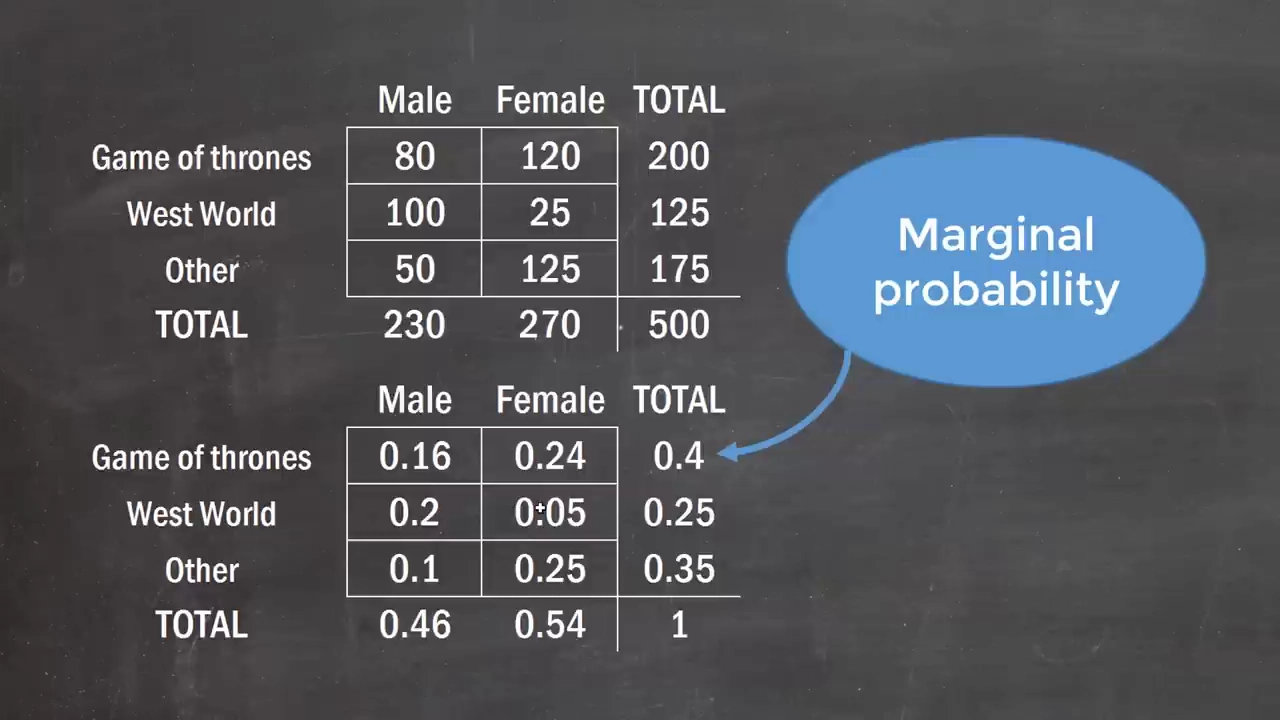 Male Female TOTAL
Game of thrones 80 120 200
West World 100 25 125
Other 50 125 175
TOTAL 230 270 500
Marginal
probability
Male Female TOTAL
Game of thrones 0.16 0.24 0.4
West World 0.2 0.05 0.25
Other 0.1 0.25 0.35
TOTAL 0.46 0.54 1